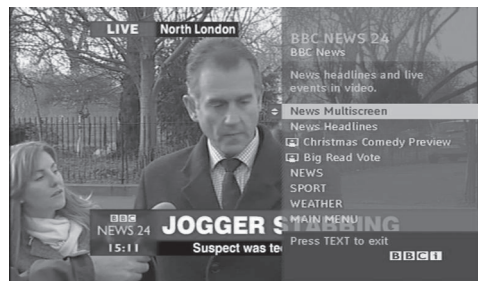 LIVE North London
BBC NEWS 24
BBC News
News headlines and live
events in video.
News Multiscreen
News Headlines
Christmas Comedy Preview
Big Read Vote
NEWS
SPORT
WEATHER
MAIN MENU
Press TEXT to exit
BBCi
BBC
NEWS 24
15:11
JOGGER STABBING
Suspect was